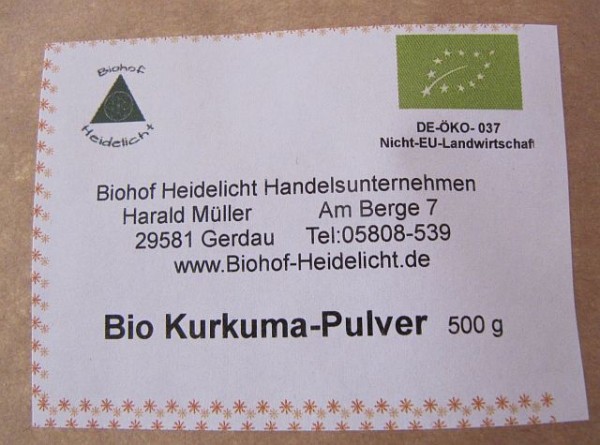 Biohof
Heidelicht
DE-ÖKO- 037
Nicht-EU-Landwirtschaf
Biohof Heidelicht Handelsunternehmen
Harald Müller Am Berge 7
29581 Gerdau Tel:05808-539
www.Biohof-Heidelicht.de
Bio Kurkuma-Pulver 500 g